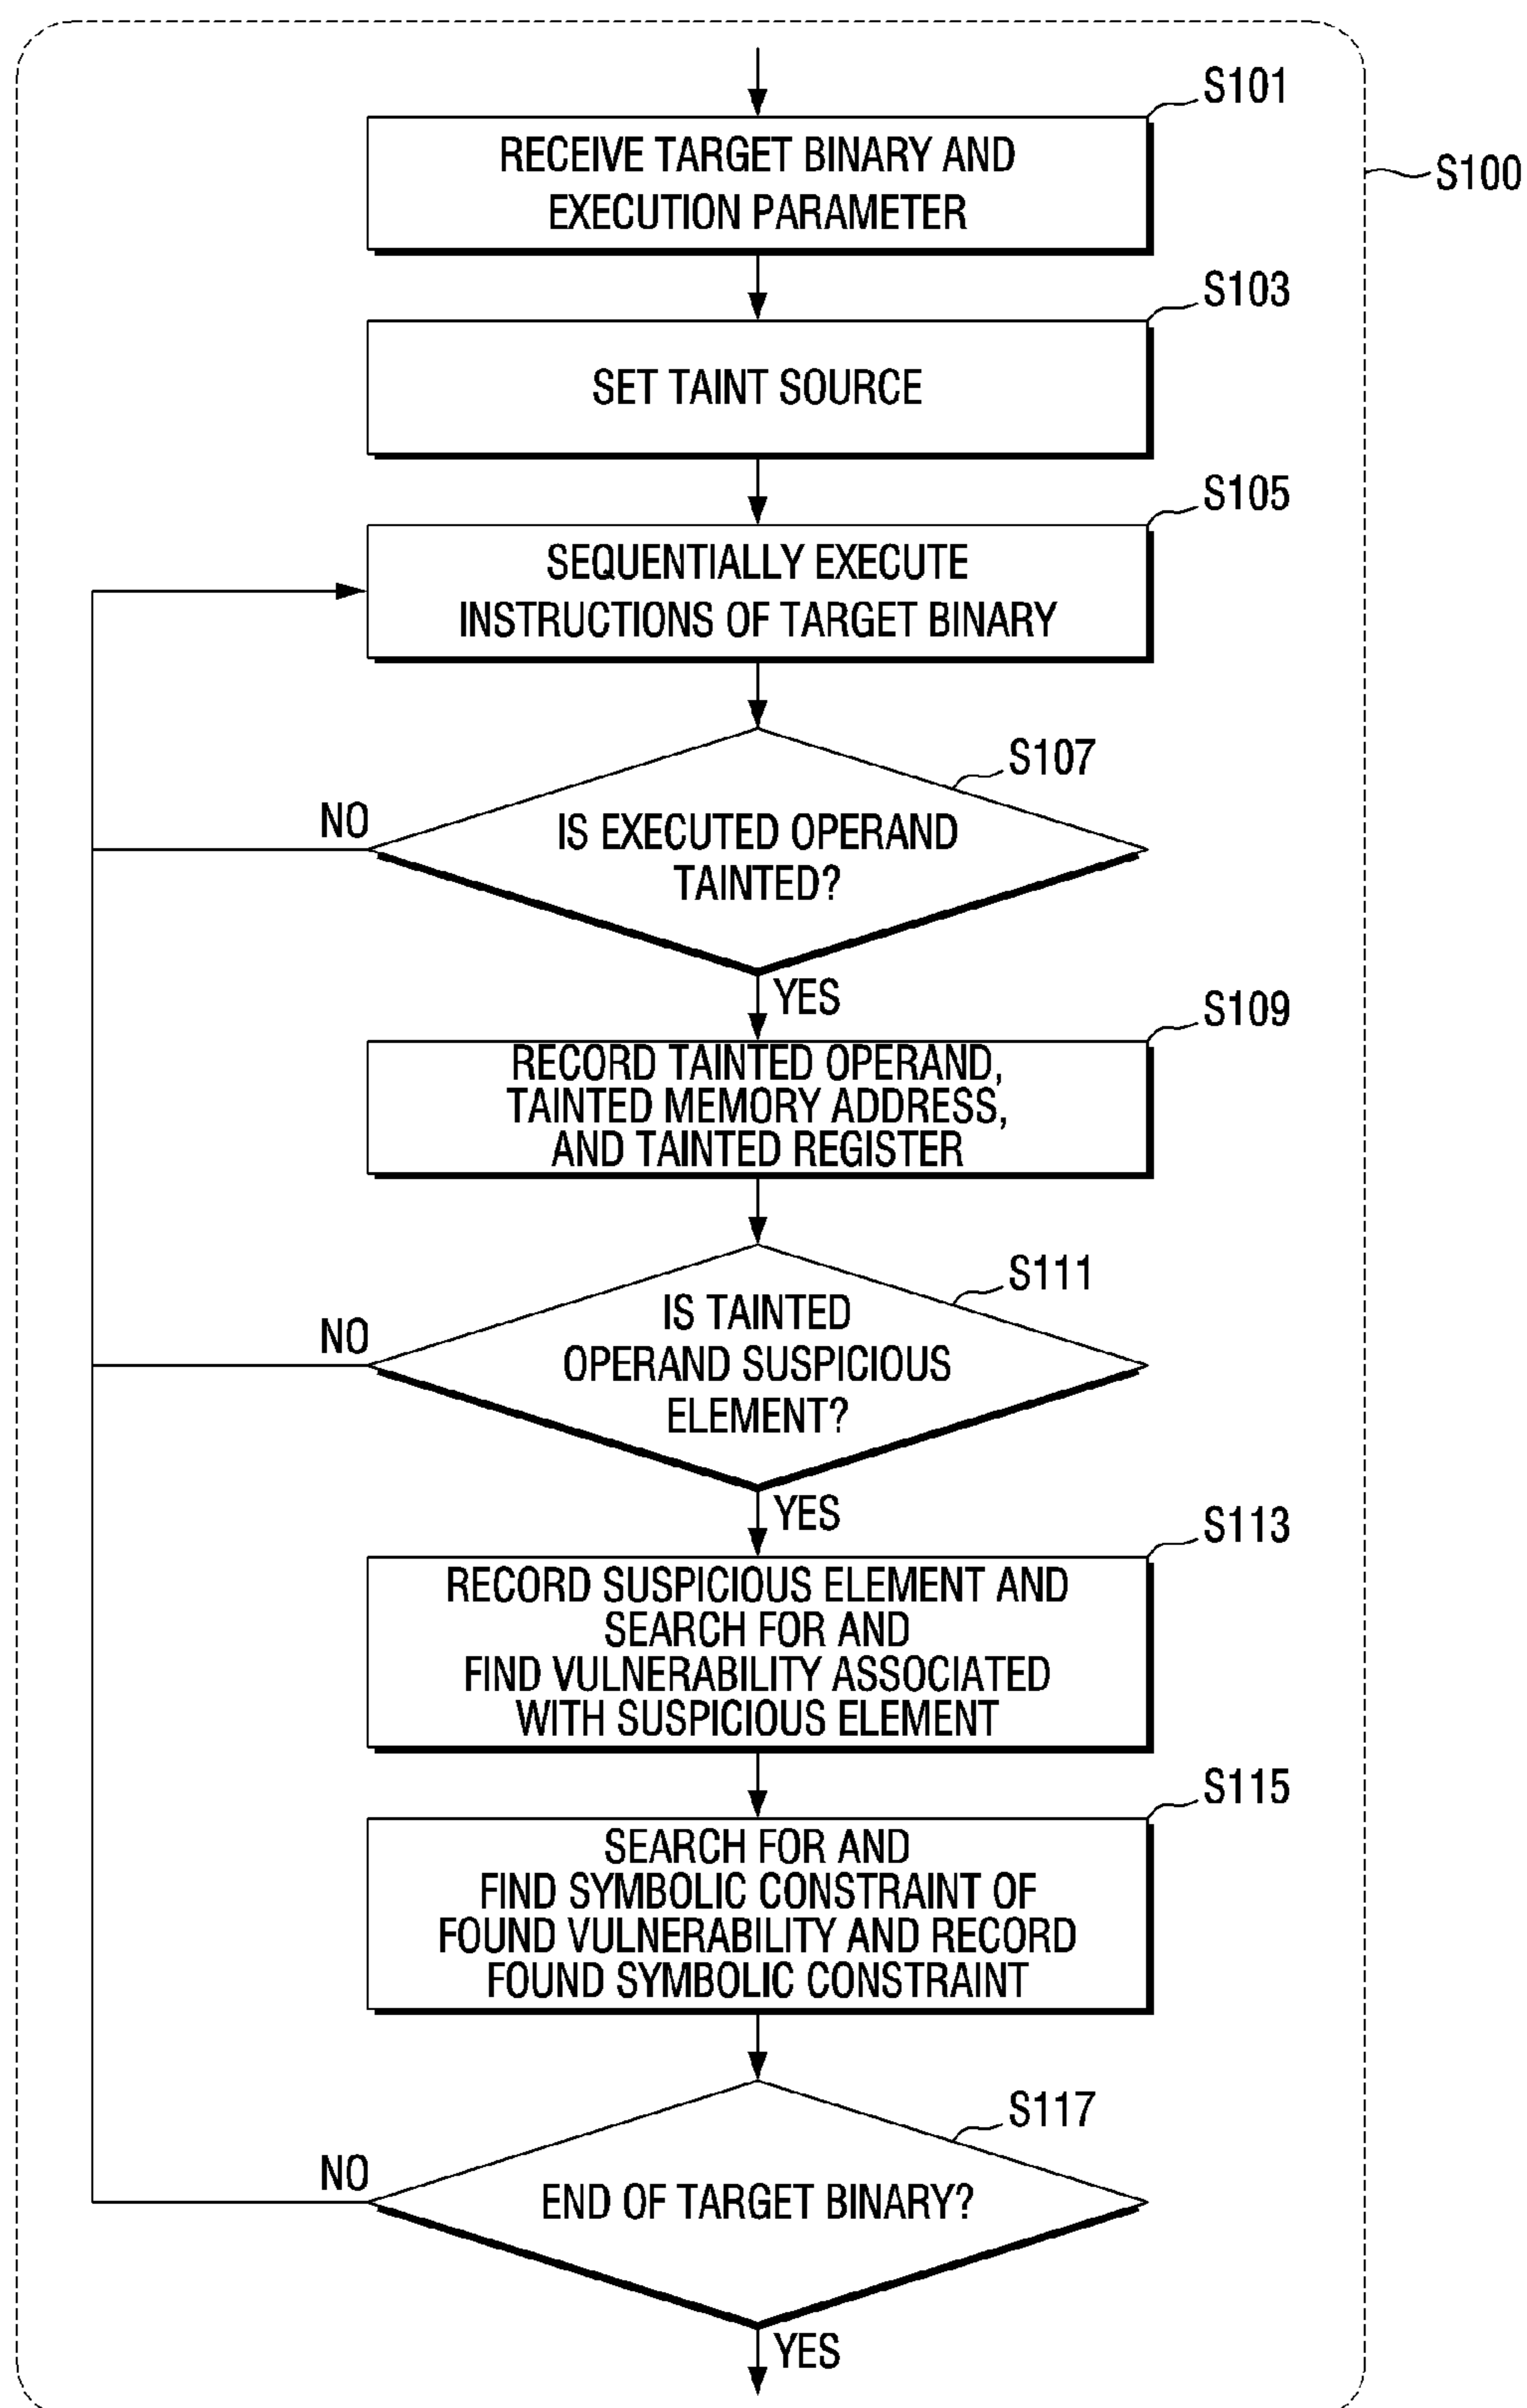 S101
RECEIVE TARGET BINARY AND
EXECUTION PARAMETER
S100
S103
SET TAINT SOURCE
S105
SEQUENTIALLY EXECUTE
INSTRUCTIONS OF TARGET BINARY
S107
NO
IS EXECUTED OPERAND
TAINTED?
YES
S109
RECORD TAINTED OPERAND,
TAINTED MEMORY ADDRESS,
AND TAINTED REGISTER
S111
NO
IS TAINTED
OPERAND SUSPICIOUS
ELEMENT?
YES
S113
RECORD SUSPICIOUS ELEMENT AND
SEARCH FOR AND
FIND VULNERABILITY ASSOCIATED
WITH SUSPICIOUS ELEMENT
S115
SEARCH FOR AND
FIND SYMBOLIC CONSTRAINT OF
FOUND VULNERABILITY AND RECORD
FOUND SYMBOLIC CONSTRAINT
S117
NO
END OF TARGET BINARY?
YES